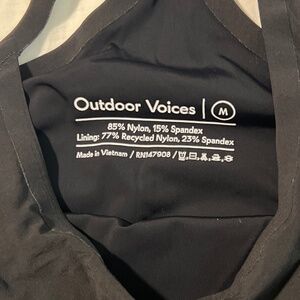 Outdoor Voices | M
85% Nylon, 15% Spandex
Lining: 77% Recycled Nylon, 23% Spandex
Made in Vietnam / RN147908 /